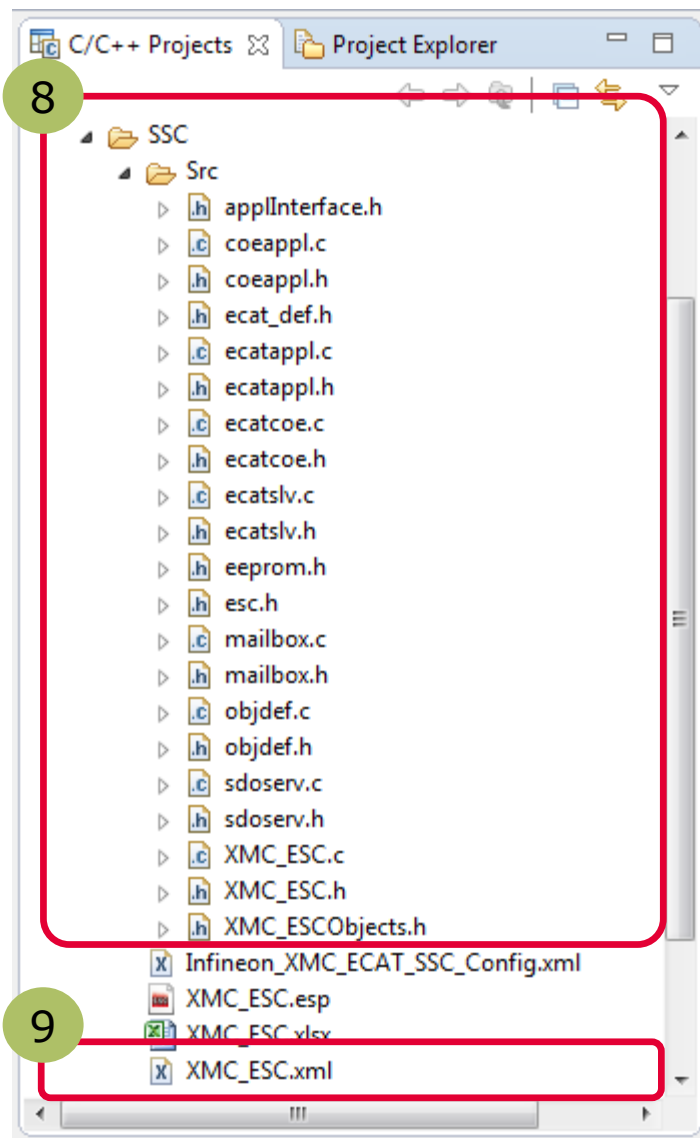 C/C++ Projects Project Explorer
8
SSC
Src
applInterface.h
coeappl.c
coeappl.h
ecat_def.h
ecatappl.c
ecatappl.h
ecatcoe.c
ecatcoe.h
ecatslv.c
ecatslv.h
eeprom.h
esc.h
mailbox.c
mailbox.h
objdef.c
objdef.h
sdoserv.c
sdoserv.h
XMC_ESC.c
XMC_ESC.h
XMC_ESCObjects.h
Infineon_XMC_ECAT_SSC_Config.xml
XMC_ESC.esp
9
XMC_ESC.xlsx
XMC_ESC.xml